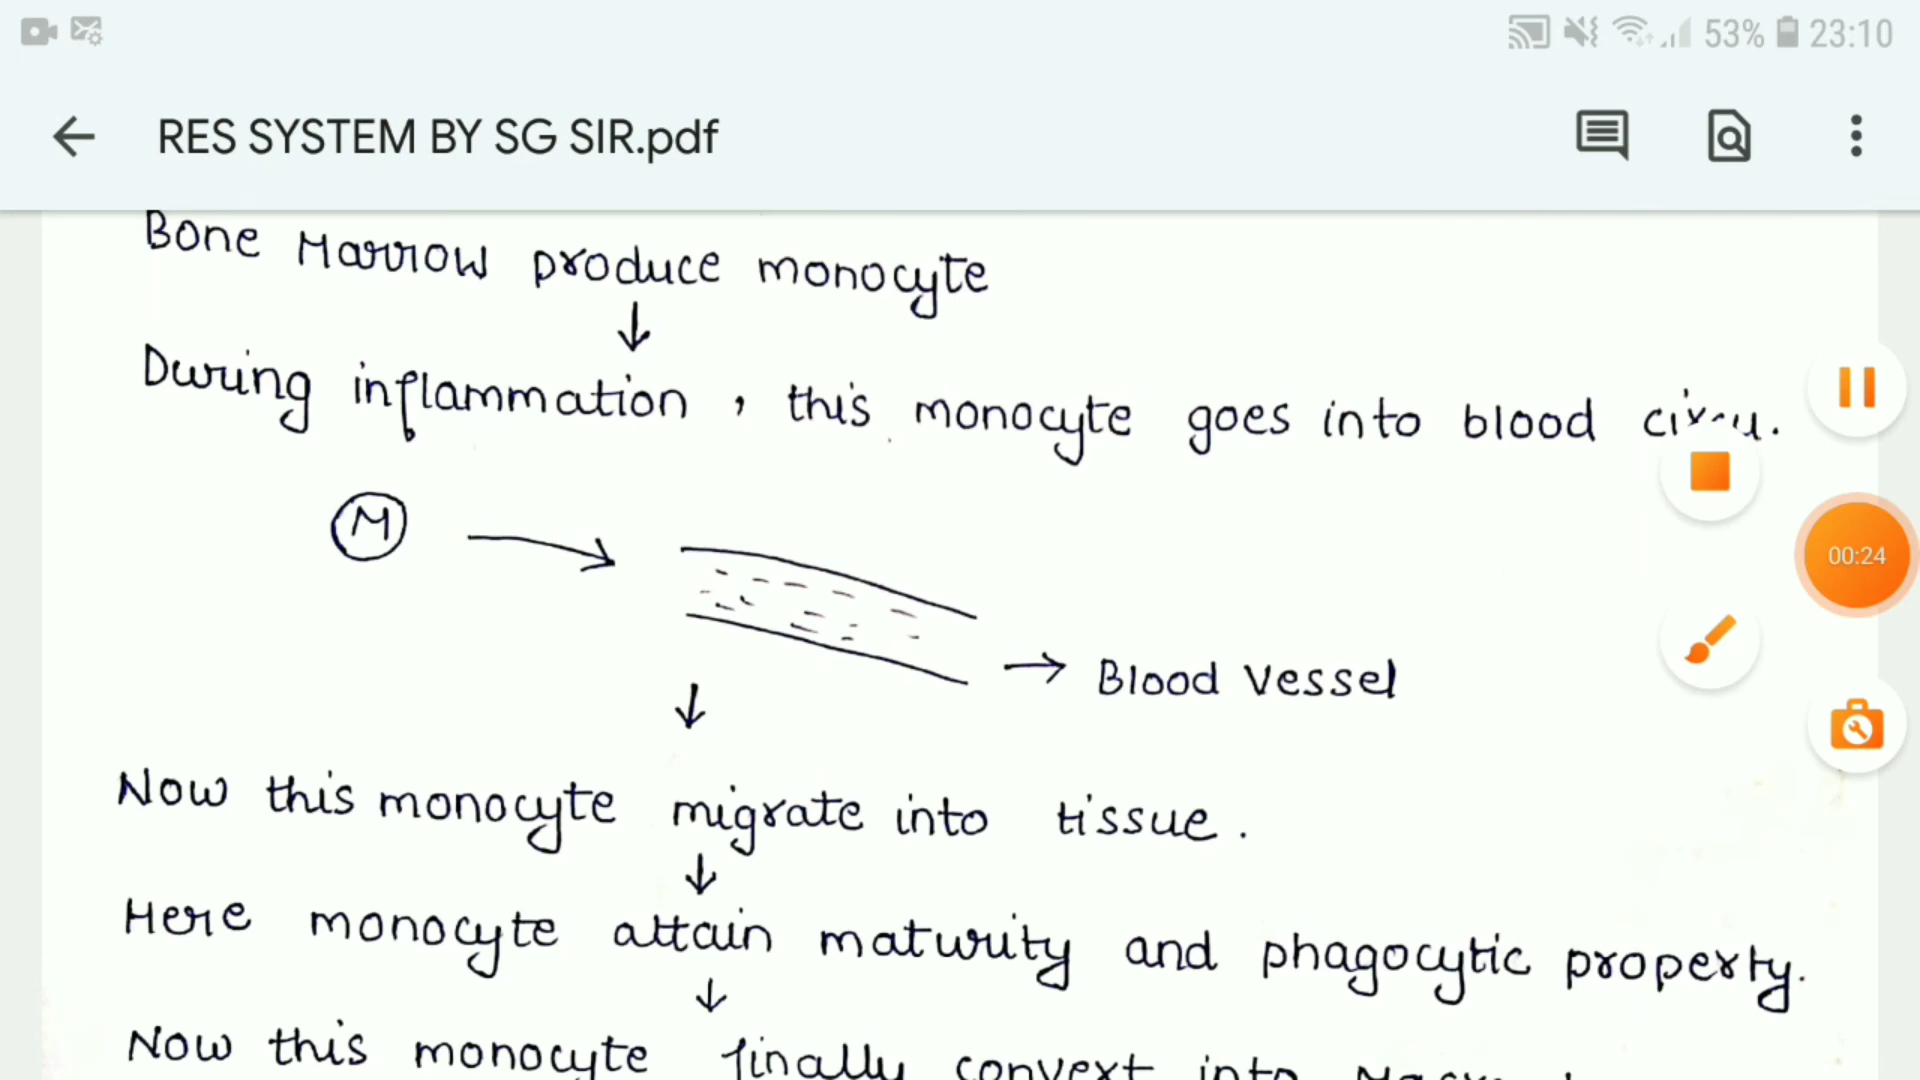 53% 23:10
RES SYSTEM BY SG SIR.pdf
Bone Marrow produce monocyte
During inflammation, this monocyte goes into blood
M
00:24
Blood Vessel
Now this monocyte migrate into tissue.
Here monocyte attain maturity and phagocytic property.
Now this monocyte finally convert into